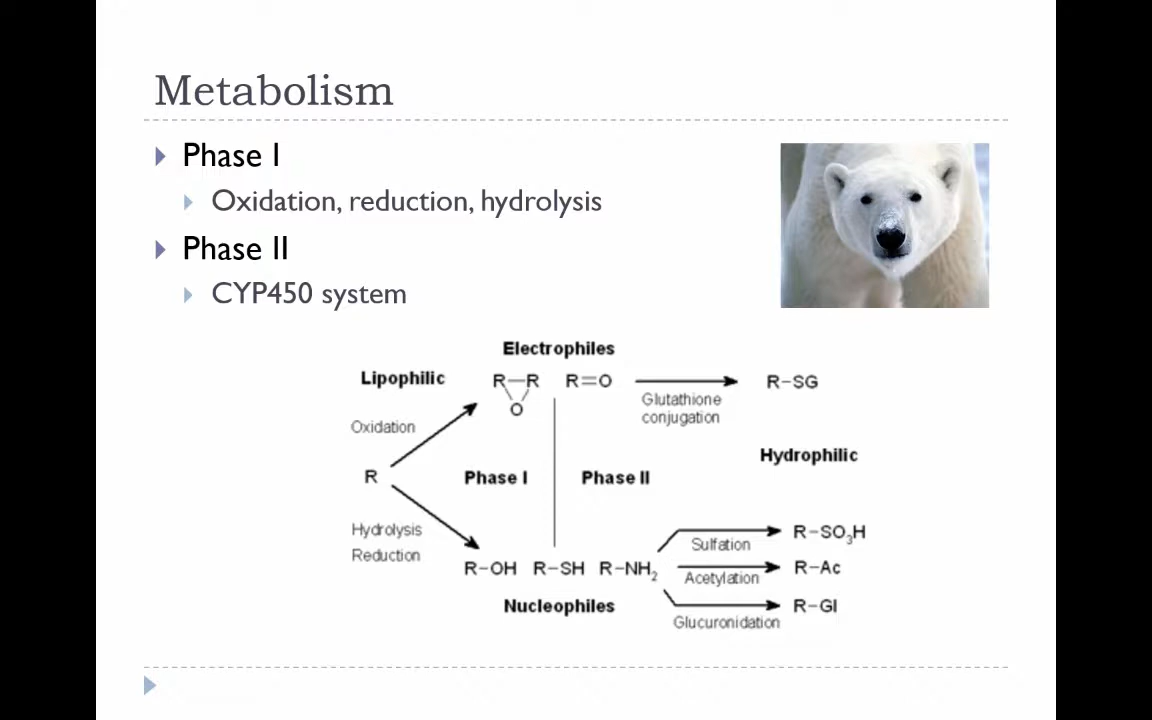 Metabolism
Phase I
Oxidation, reduction, hydrolysis
Phase II
CYP450 system
Electrophiles
Lipophilic
R—R R=O
O
R–SG
Glutathione
conjugation
Oxidation
Hydrophilic
R
Phase I
Phase II
Hydrolysis
Reduction
R–OH R–SH R–NH₂
Nucleophiles
Sulfation
R–SO₃H
Acetylation
R–Ac
Glucuronidation
R–Gl